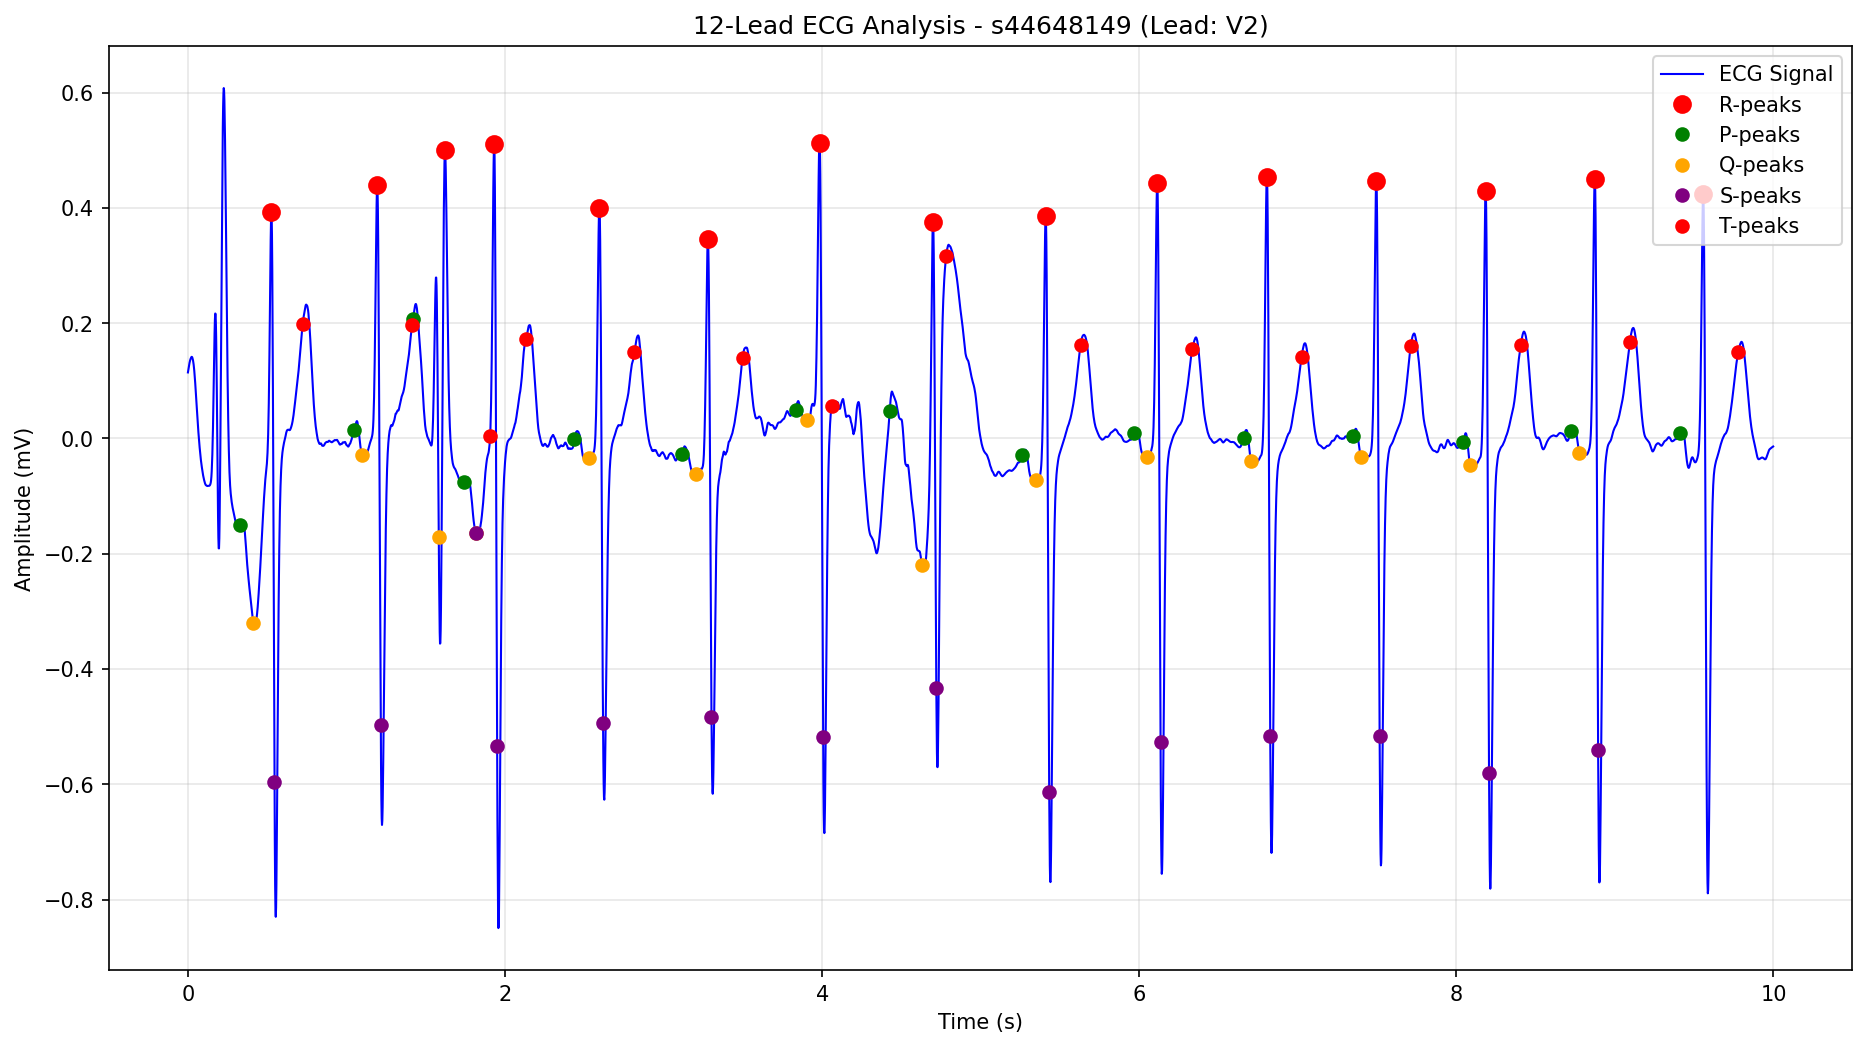 12-Lead ECG Analysis - s44648149 (Lead: V2)
ECG Signal
R-peaks
P-peaks
Q-peaks
S-peaks
T-peaks
Amplitude (mV)
0.6
0.4
0.2
0.0
−0.2
−0.4
−0.6
−0.8
0 2 4 6 8 10
Time (s)